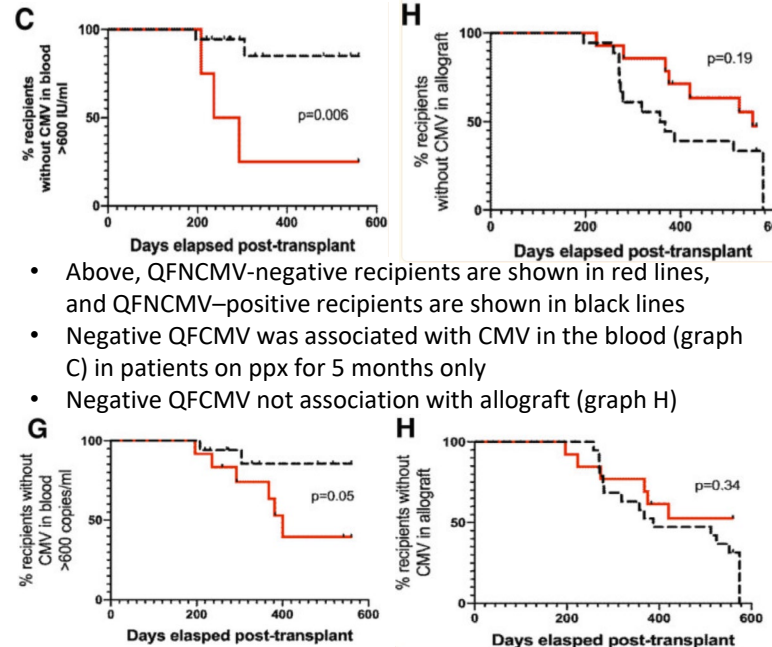 C
% recipients
without CMV in blood
>600 IU/ml
100
50
0
p=0.006
0
200
400
600
Days elapsed post-transplant
H
% recipients
without CMV in allograft
100
50
0
p=0.19
0
200
400
Days elapsed post-transplant
• Above, QFNCMV-negative recipients are shown in red lines,
and QFNCMV–positive recipients are shown in black lines
• Negative QFCMV was associated with CMV in the blood (graph
C) in patients on ppx for 5 months only
• Negative QFCMV not association with allograft (graph H)
G
% recipients without
CMV in blood
>600 copies/ml
100
50
0
p=0.05
0
200
400
600
Days elasped post-transplant
H
% recipients without
CMV in allograft
100
50
0
p=0.34
0
200
400
600
Days elasped post-transplant